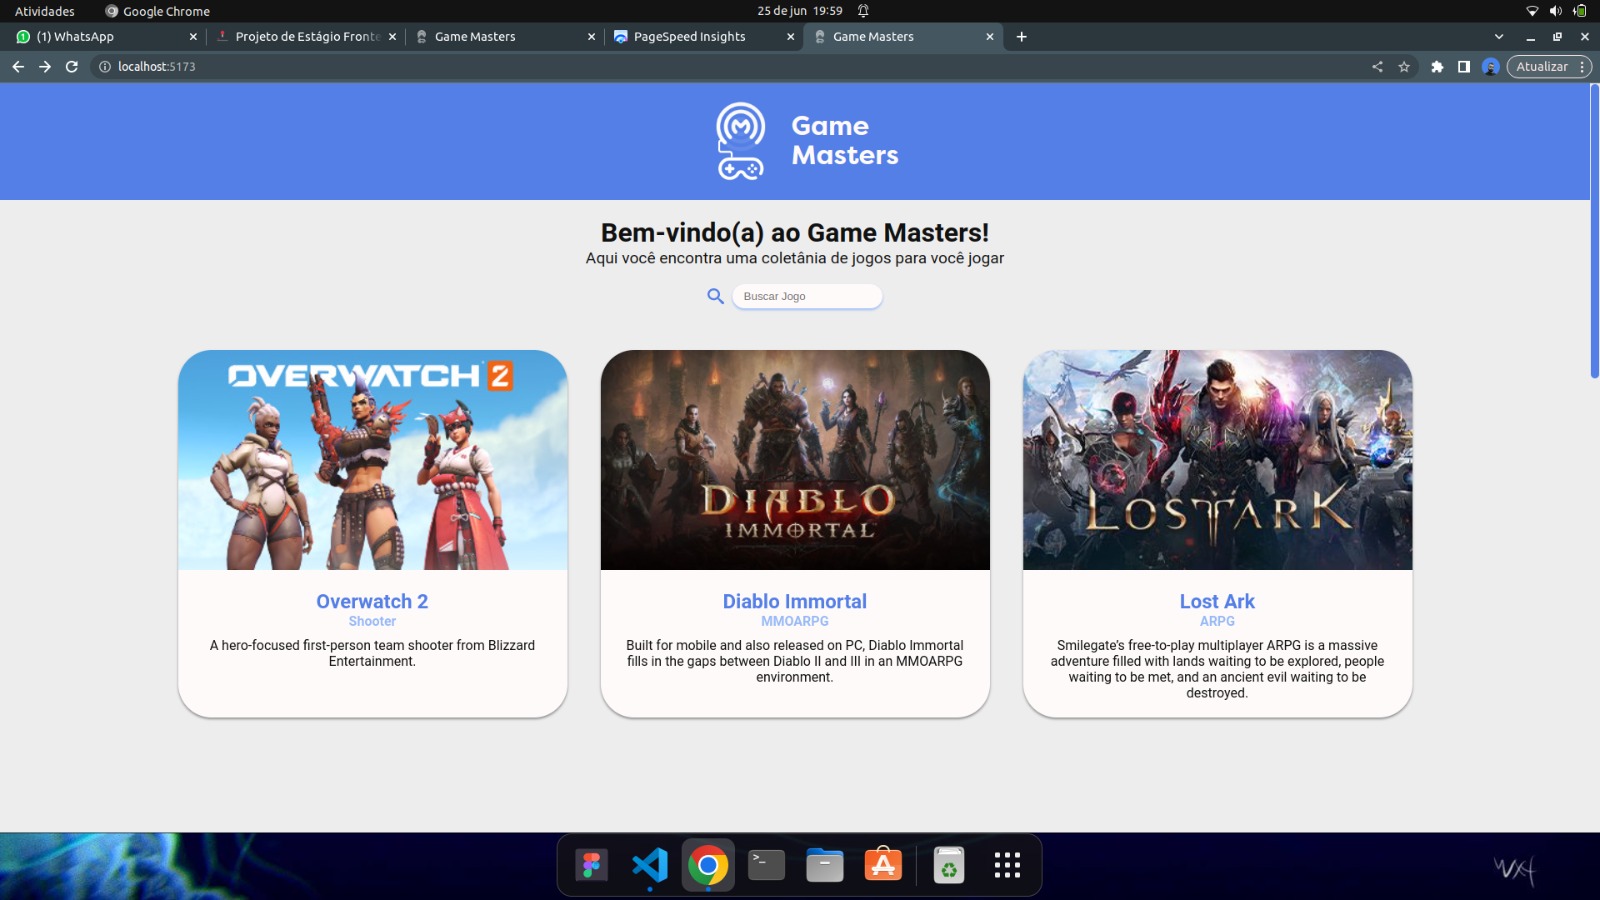 Atividades
Google Chrome
25 de jun 19:59
(1) WhatsApp
Projeto de Estágio Fronte
Game Masters
PageSpeed Insights
Game Masters
localhost:5173
Atualizar
Game
Masters
Bem-vindo(a) ao Game Masters!
Aqui você encontra uma coletânia de jogos para você jogar
Buscar Jogo
OVERWATCH 2
DIABLO
IMMORTAL
LOST ARK
Overwatch 2
Shooter
A hero-focused first-person team shooter from Blizzard
Entertainment.
Diablo Immortal
MMOARPG
Built for mobile and also released on PC, Diablo Immortal
fills in the gaps between Diablo II and III in an MMOARPG
environment.
Lost Ark
ARPG
Smilegate’s free-to-play multiplayer ARPG is a massive
adventure filled with lands waiting to be explored, people
waiting to be met, and an ancient evil waiting to be
destroyed.